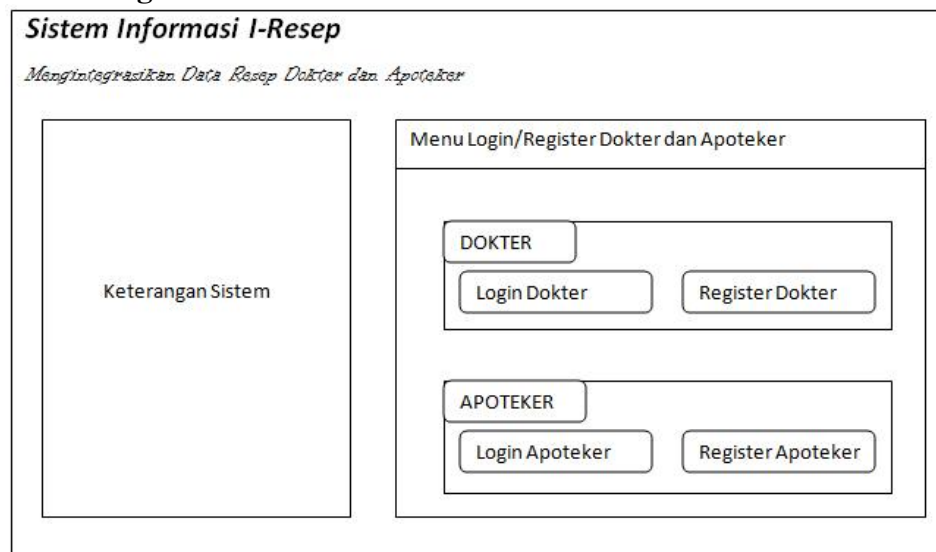 Sistem Informasi I-Resep
Mengintegrasikan Data Resep Dokter dan Apoteker
Menu Login/Register Dokter dan Apoteker
Keterangan Sistem
DOKTER
Login Dokter
Register Dokter
APOTEKER
Login Apoteker
Register Apoteker